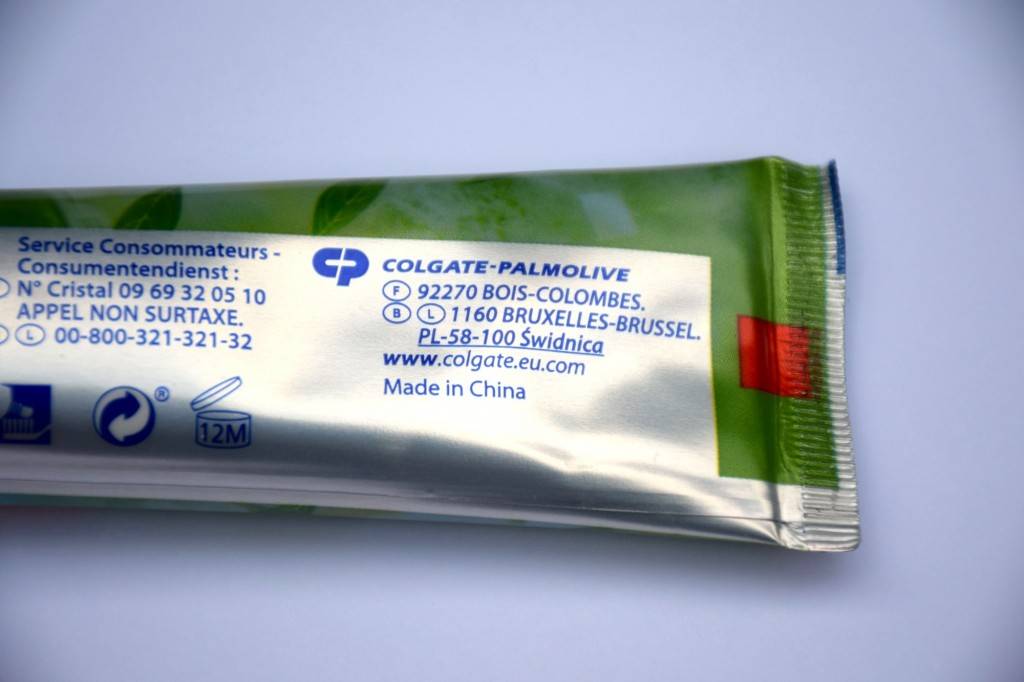 Service Consommateurs -
Consumentendienst :
N° Cristal 09 69 32 05 10
APPEL NON SURTAXE.
L 00-800-321-321-32
CP
COLGATE-PALMOLIVE
F 92270 BOIS-COLOMBES.
B L 1160 BRUXELLES-BRUSSEL.
PL-58-100 Świdnica
www.colgate.eu.com
Made in China
®
12M